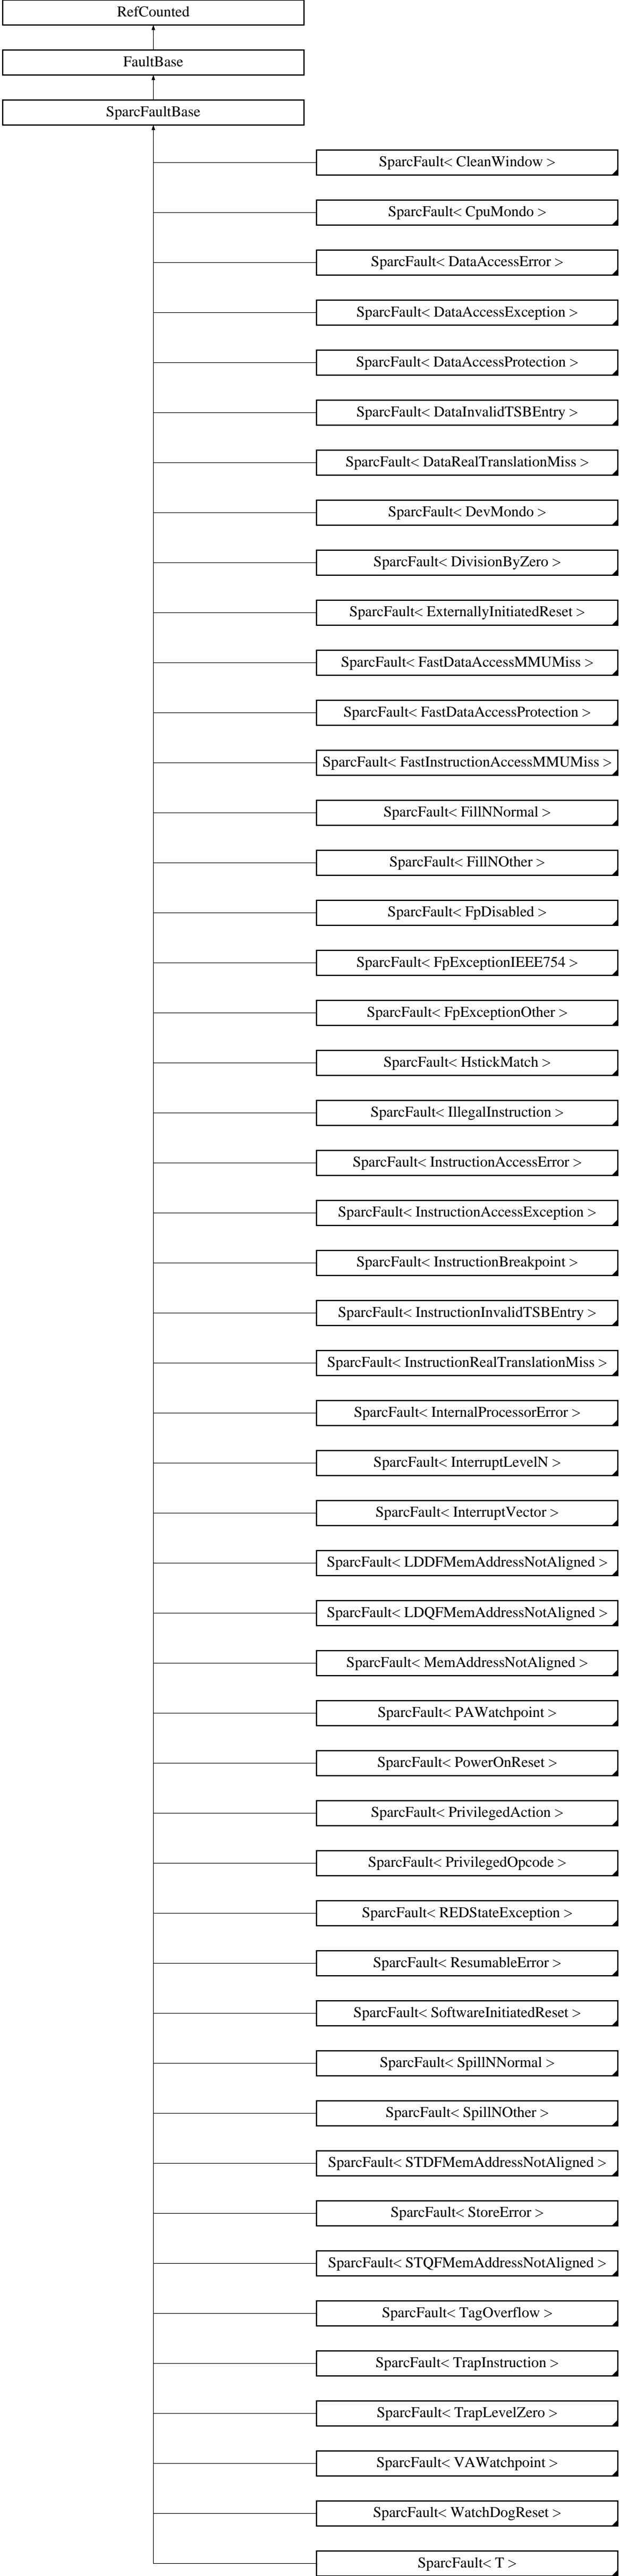 RefCounted
FaultBase
SparcFaultBase
SparcFault< CleanWindow >
SparcFault< CpuMondo >
SparcFault< DataAccessError >
SparcFault< DataAccessException >
SparcFault< DataAccessProtection >
SparcFault< DataInvalidTSBEntry >
SparcFault< DataRealTranslationMiss >
SparcFault< DevMondo >
SparcFault< DivisionByZero >
SparcFault< ExternallyInitiatedReset >
SparcFault< FastDataAccessMMUMiss >
SparcFault< FastDataAccessProtection >
SparcFault< FastInstructionAccessMMUMiss >
SparcFault< FillNNormal >
SparcFault< FillNOther >
SparcFault< FpDisabled >
SparcFault< FpExceptionIEEE754 >
SparcFault< FpExceptionOther >
SparcFault< HstickMatch >
SparcFault< IllegalInstruction >
SparcFault< InstructionAccessError >
SparcFault< InstructionAccessException >
SparcFault< InstructionBreakpoint >
SparcFault< InstructionInvalidTSBEntry >
SparcFault< InstructionRealTranslationMiss >
SparcFault< InternalProcessorError >
SparcFault< InterruptLevelN >
SparcFault< InterruptVector >
SparcFault< LDDFMemAddressNotAligned >
SparcFault< LDQFMemAddressNotAligned >
SparcFault< MemAddressNotAligned >
SparcFault< PAWatchpoint >
SparcFault< PowerOnReset >
SparcFault< PrivilegedAction >
SparcFault< PrivilegedOpcode >
SparcFault< REDStateException >
SparcFault< ResumableError >
SparcFault< SoftwareInitiatedReset >
SparcFault< SpillNNormal >
SparcFault< SpillNOther >
SparcFault< STDFMemAddressNotAligned >
SparcFault< StoreError >
SparcFault< STQFMemAddressNotAligned >
SparcFault< TagOverflow >
SparcFault< TrapInstruction >
SparcFault< TrapLevelZero >
SparcFault< VAWatchpoint >
SparcFault< WatchDogReset >
SparcFault< T >